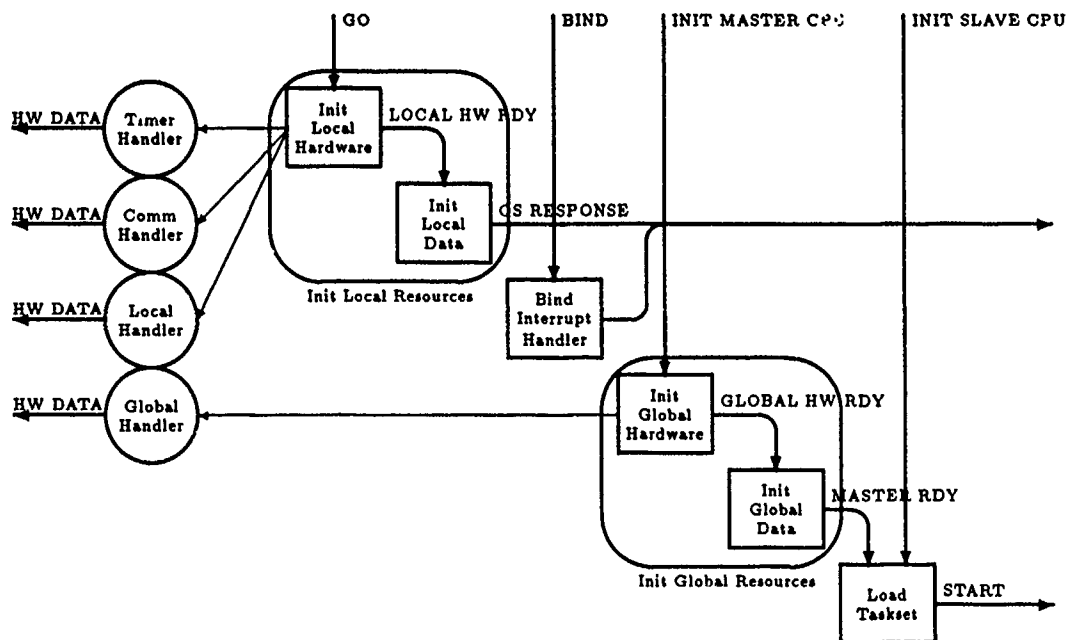 GO
BIND
INIT MASTER CPU
INIT SLAVE CPU
HW DATA
Timer
Handler
Init
Local
Hardware
LOCAL HW RDY
HW DATA
Comm
Handler
Init
Local
Data
OS RESPONSE
Init Local Resources
HW DATA
Local
Handler
Bind
Interrupt
Handler
HW DATA
Global
Handler
Init
Global
Hardware
GLOBAL HW RDY
Init
Global
Data
MASTER RDY
Init Global Resources
Load
Taskset
START